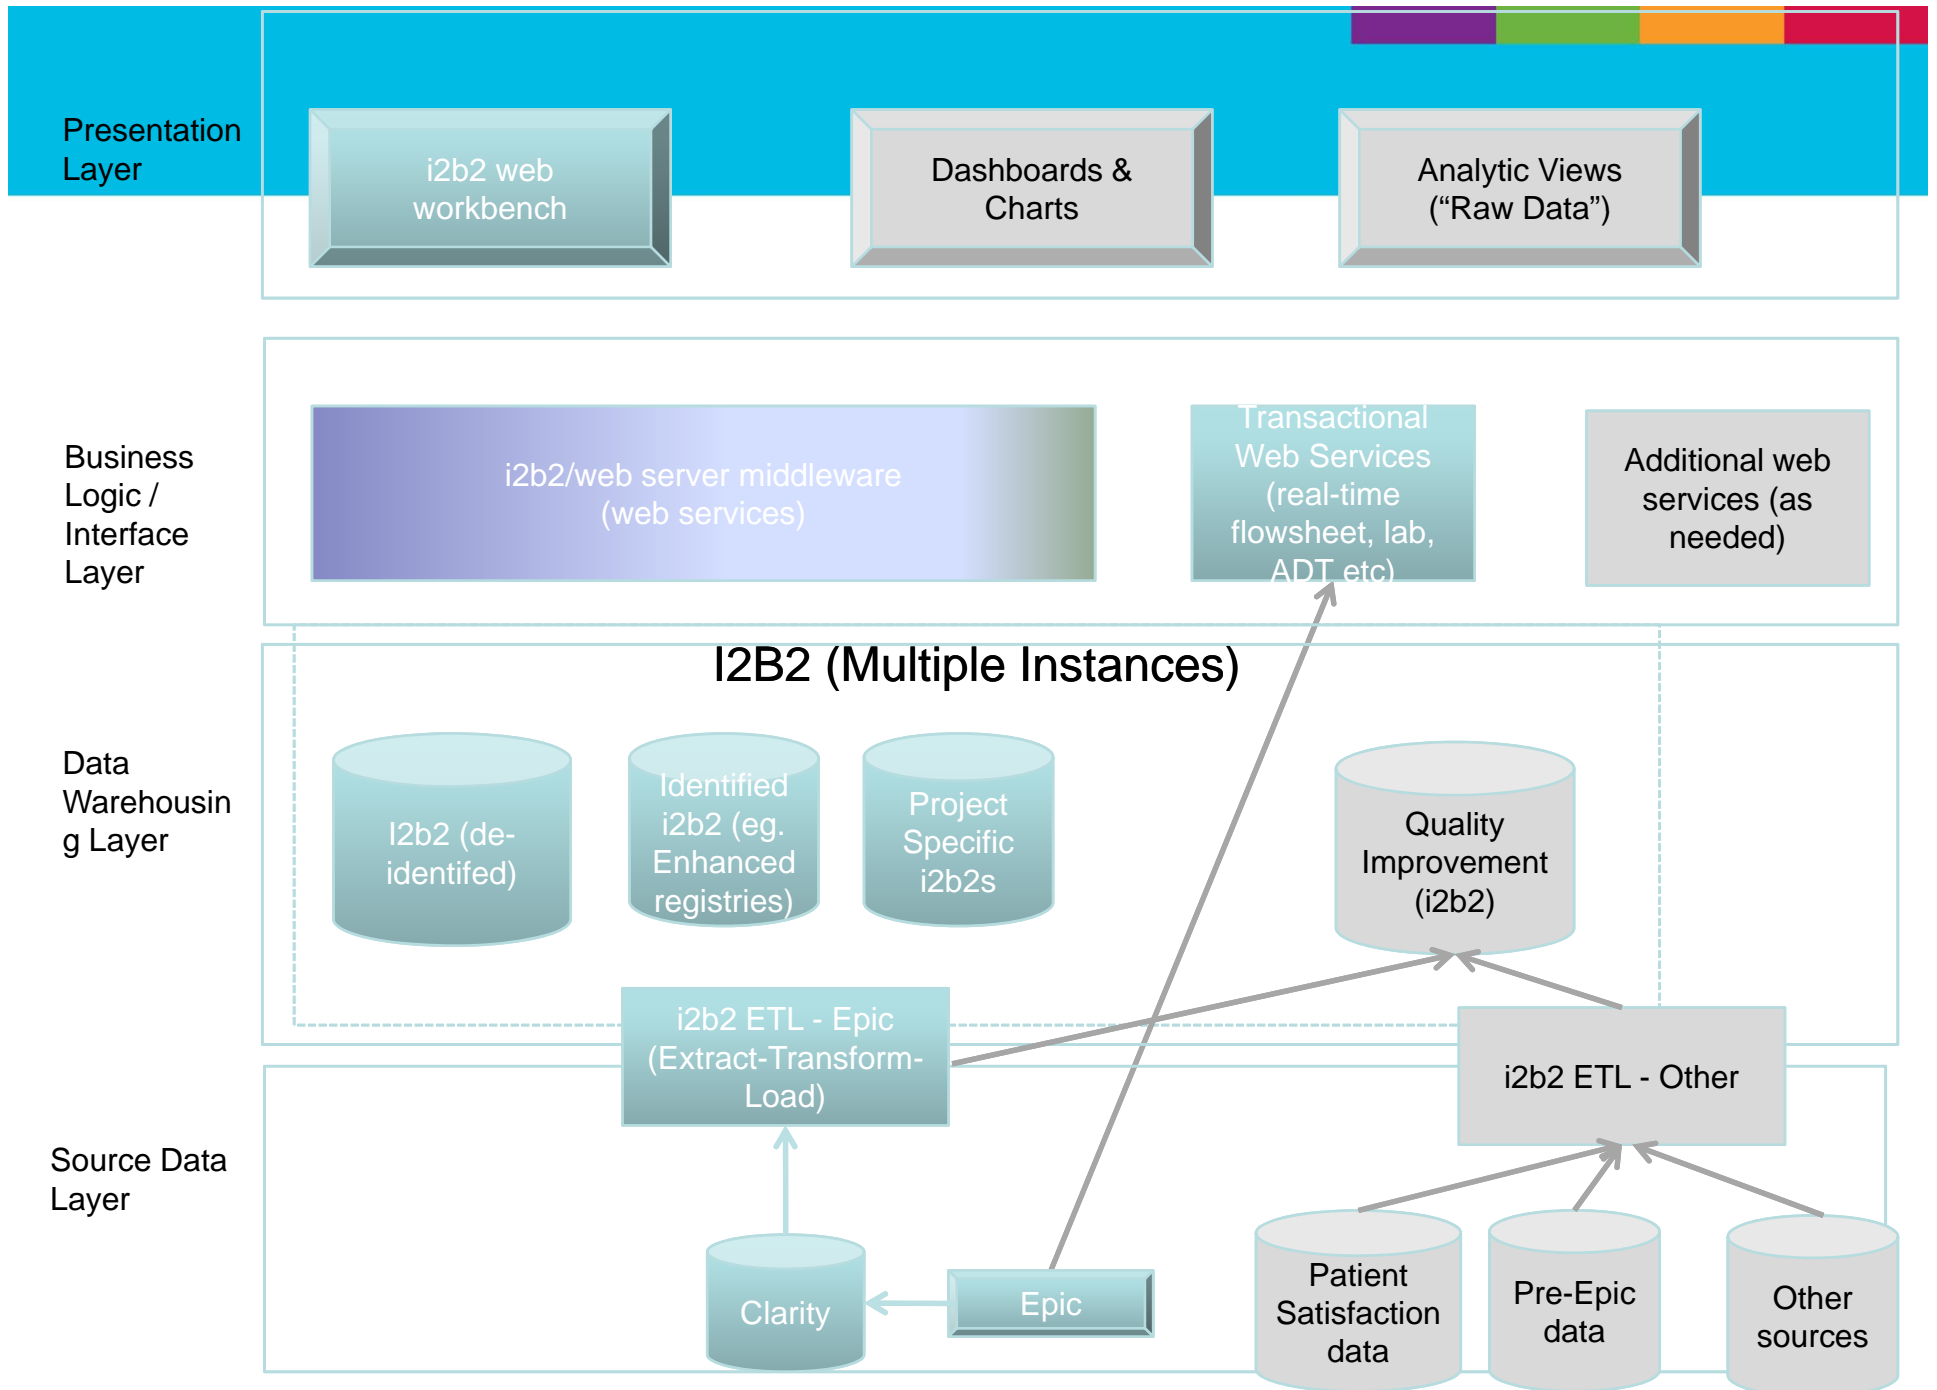 Presentation
Layer
i2b2 web
workbench
Dashboards &
Charts
Analytic Views
(“Raw Data”)
Business
Logic /
Interface
Layer
i2b2/web server middleware
(web services)
Transactional
Web Services
(real-time
flowsheet, lab,
ADT etc)
Additional web
services (as
needed)
I2B2 (Multiple Instances)
Data
Warehousin
g Layer
I2b2 (de-
identifed)
Identified
i2b2 (eg.
Enhanced
registries)
Project
Specific
i2b2s
Quality
Improvement
(i2b2)
i2b2 ETL - Epic
(Extract-Transform-
Load)
i2b2 ETL - Other
Source Data
Layer
Clarity
Epic
Patient
Satisfaction
data
Pre-Epic
data
Other
sources